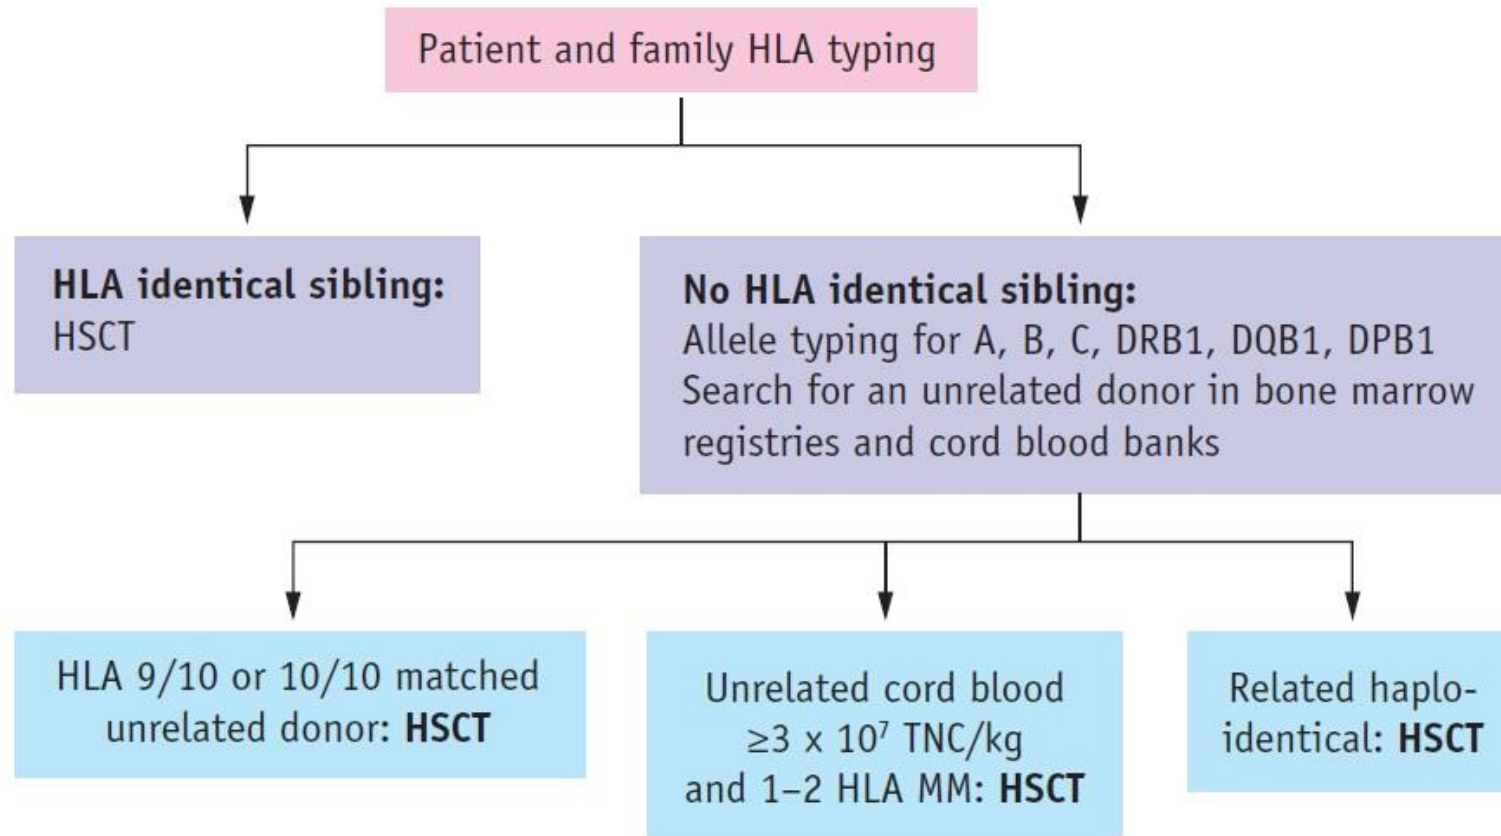 Patient and family HLA typing
HLA identical sibling:
HSCT
No HLA identical sibling:
Allele typing for A, B, C, DRB1, DQB1, DPB1
Search for an unrelated donor in bone marrow
registries and cord blood banks
HLA 9/10 or 10/10 matched
unrelated donor: HSCT
Unrelated cord blood
≥3 x 10⁷ TNC/kg
and 1–2 HLA MM: HSCT
Related haplo-
identical: HSCT